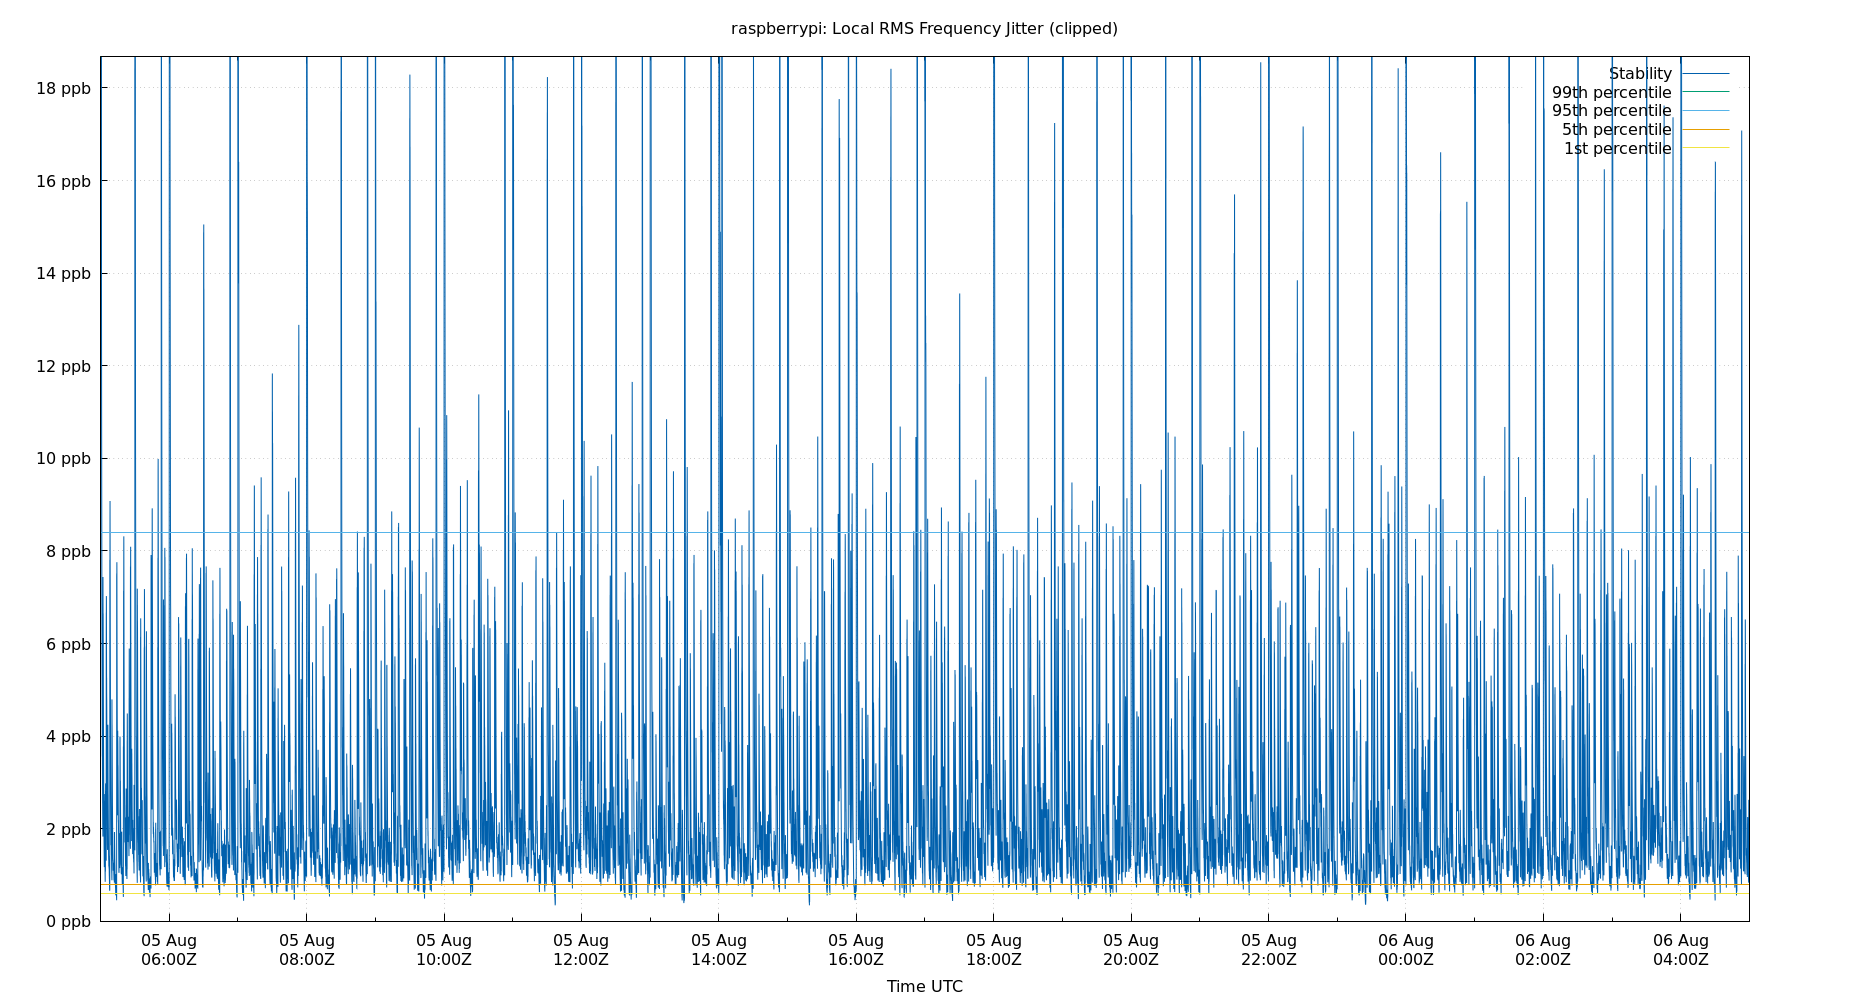 raspberrypi: Local RMS Frequency Jitter (clipped)
18 ppb
16 ppb
14 ppb
12 ppb
10 ppb
8 ppb
6 ppb
4 ppb
2 ppb
0 ppb
Stability
99th percentile
95th percentile
5th percentile
1st percentile
05 Aug 05 Aug 05 Aug 05 Aug 05 Aug 05 Aug 05 Aug 05 Aug 05 Aug 06 Aug 06 Aug 06 Aug
06:00Z 08:00Z 10:00Z 12:00Z 14:00Z 16:00Z 18:00Z 20:00Z 22:00Z 00:00Z 02:00Z 04:00Z
Time UTC